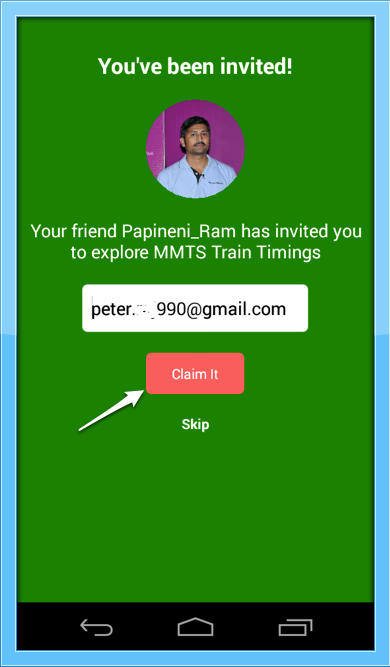 You've been invited!
Your friend Papineni_Ram has invited you
to explore MMTS Train Timings
peter. 990@gmail.com
Claim It
Skip